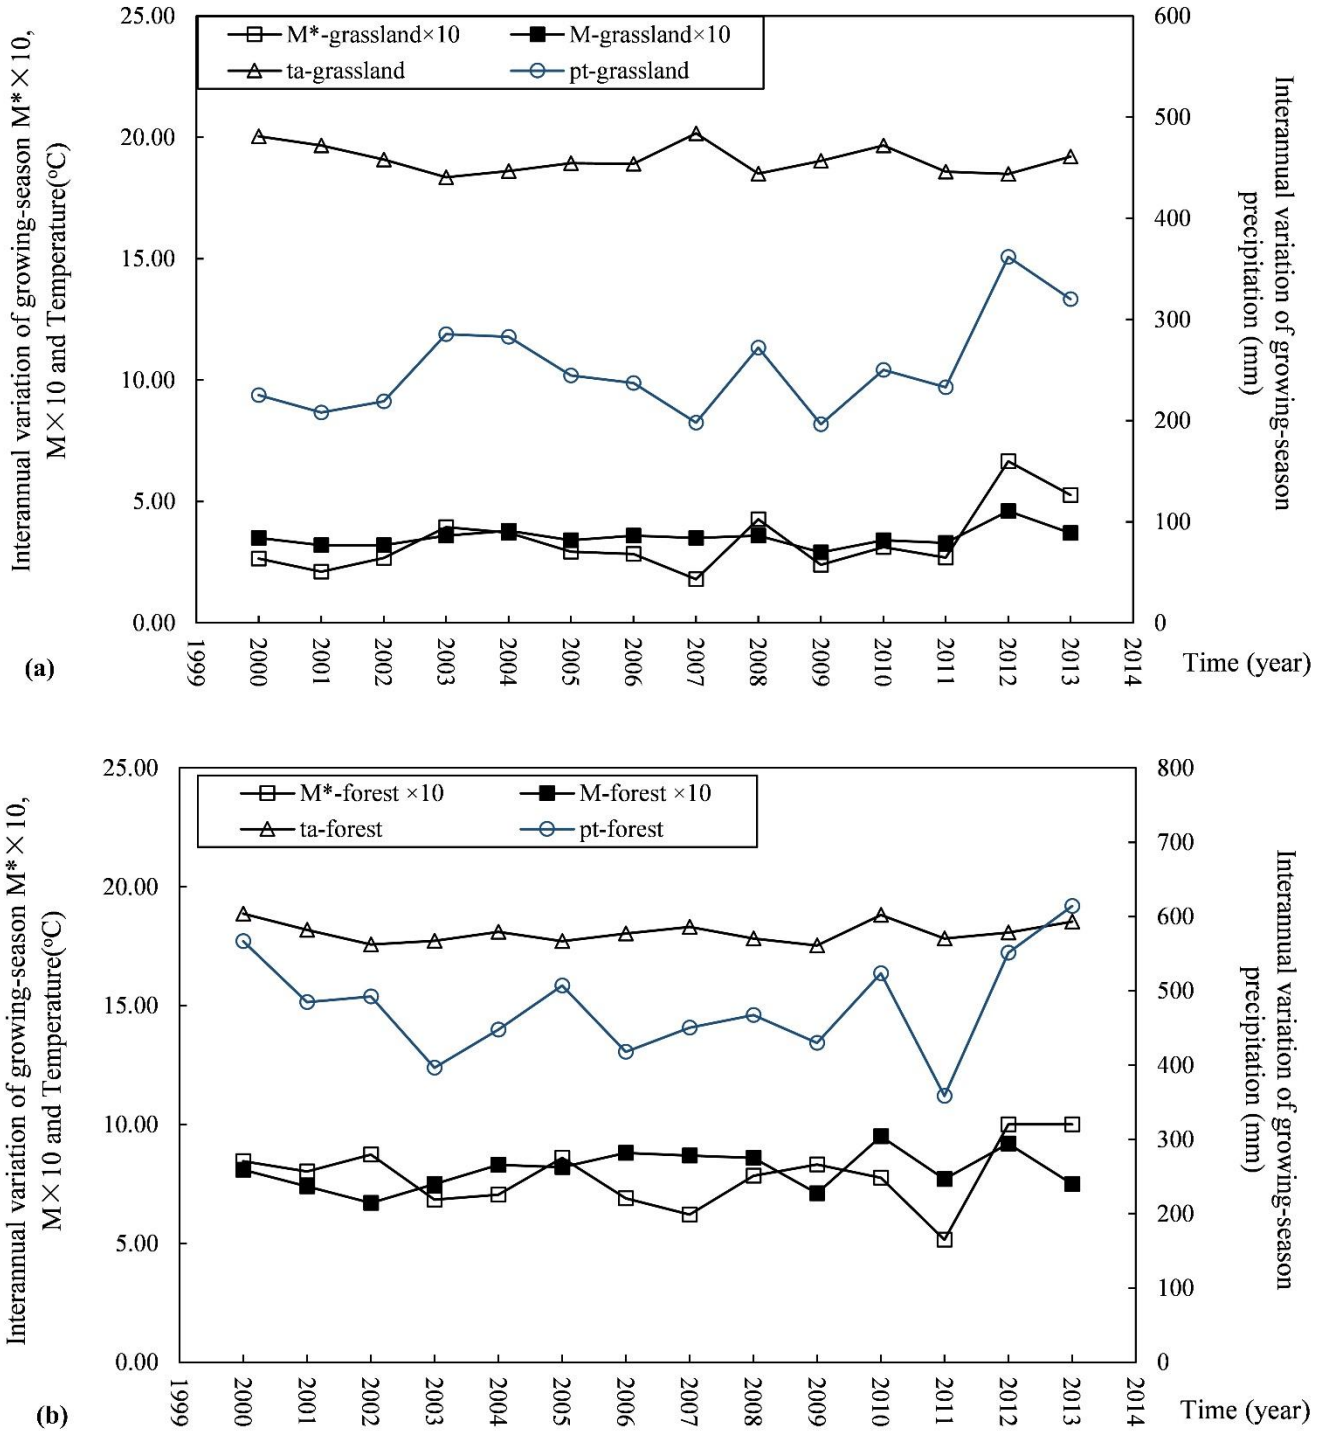 Interannual variation of growing-season M*×10,
M×10 and Temperature(°C)
25.00
20.00
15.00
10.00
5.00
0.00
M*-grassland×10
M-grassland×10
ta-grassland
pt-grassland
600
500
400
300
200
100
0
Interannual variation of growing-season
precipitation (mm)
1999 2000 2001 2002 2003 2004 2005 2006 2007 2008 2009 2010 2011 2012 2013 2014
Time (year)
(a)
Interannual variation of growing-season M*×10,
M×10 and Temperature(°C)
25.00
20.00
15.00
10.00
5.00
0.00
M*-forest ×10
M-forest ×10
ta-forest
pt-forest
800
700
600
500
400
300
200
100
0
Interannual variation of growing-season
precipitation (mm)
1999 2000 2001 2002 2003 2004 2005 2006 2007 2008 2009 2010 2011 2012 2013 2014
Time (year)
(b)